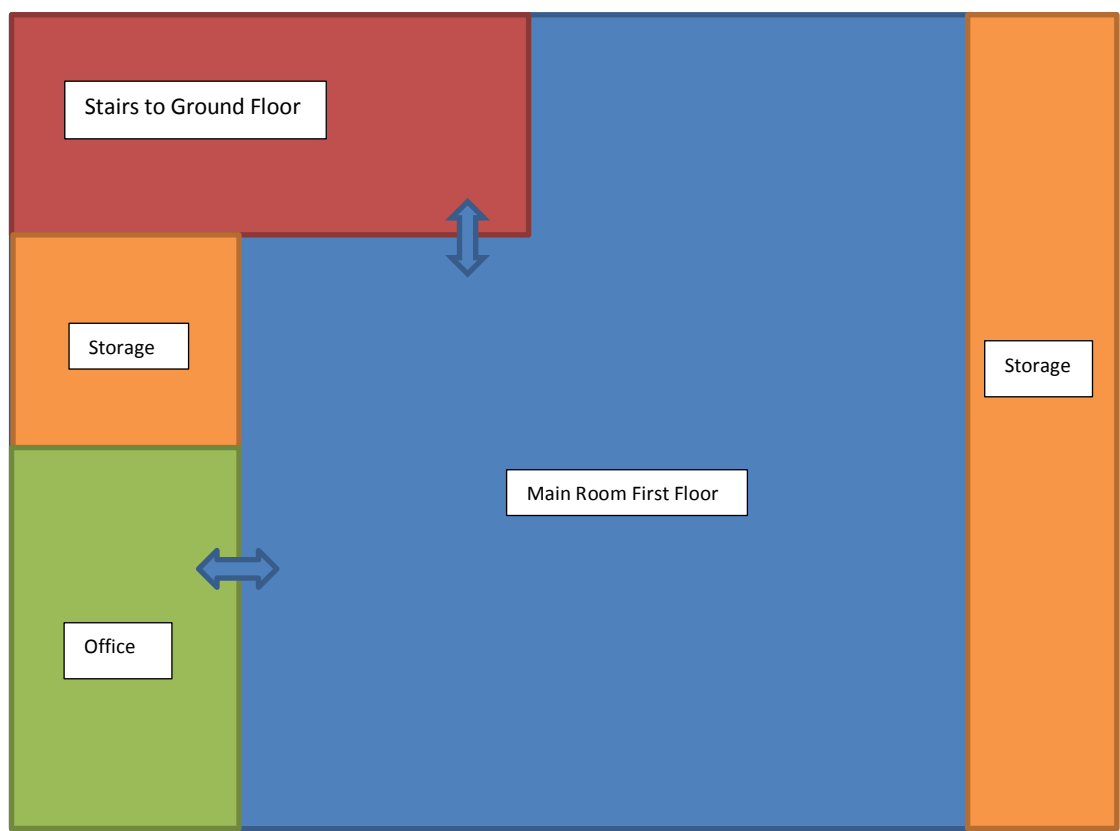 Stairs to Ground Floor
Storage
Storage
Main Room First Floor
Office